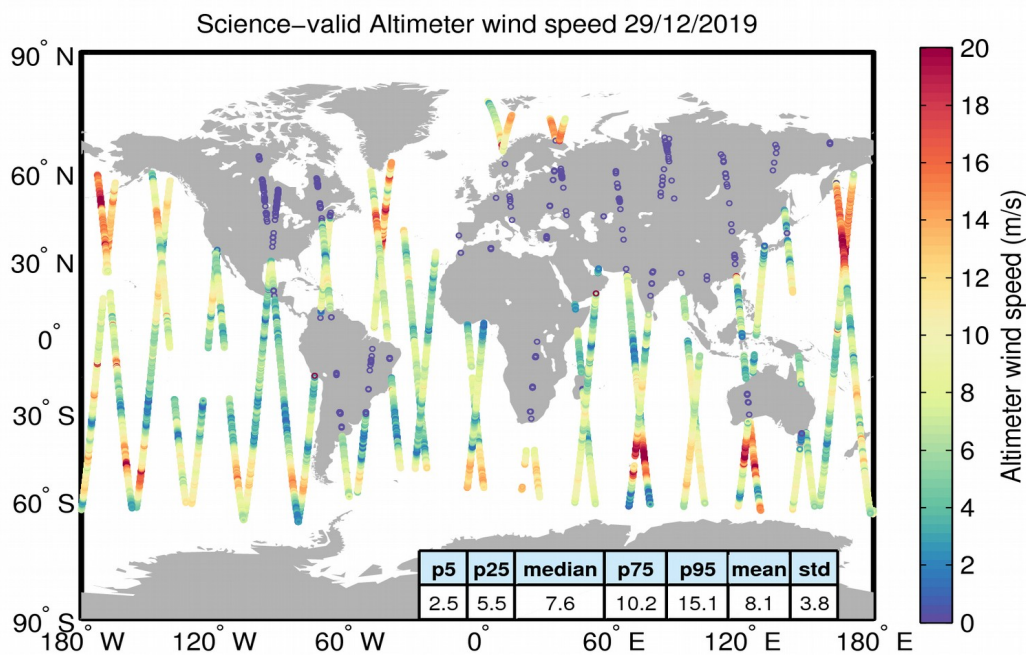 Science−valid Altimeter wind speed 29/12/2019
90° N
60° N
30° N
0°
30° S
60° S
90° S
180° W
120° W
60° W
0°
60° E
120° E
180° E
p5 p25 median p75 p95 mean std
2.5 5.5 7.6 10.2 15.1 8.1 3.8
20
18
16
14
12
10
8
6
4
2
0
Altimeter wind speed (m/s)